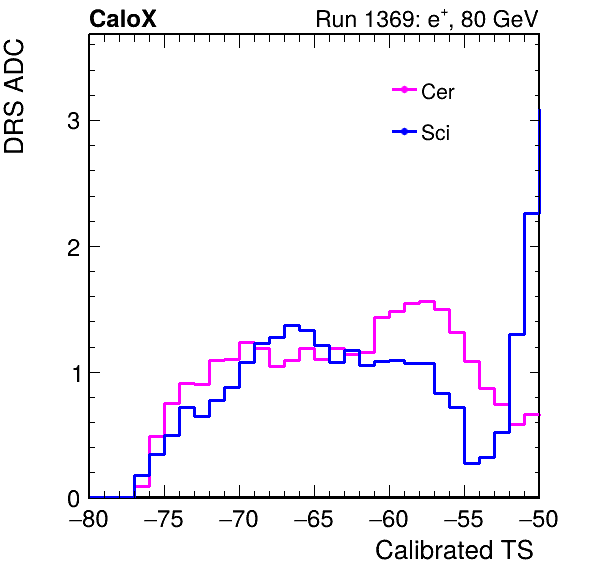 CaloX Run 1369: e⁺, 80 GeV
DRS ADC
Cer
Sci
3
2
1
0
−80 −75 −70 −65 −60 −55 −50
Calibrated TS